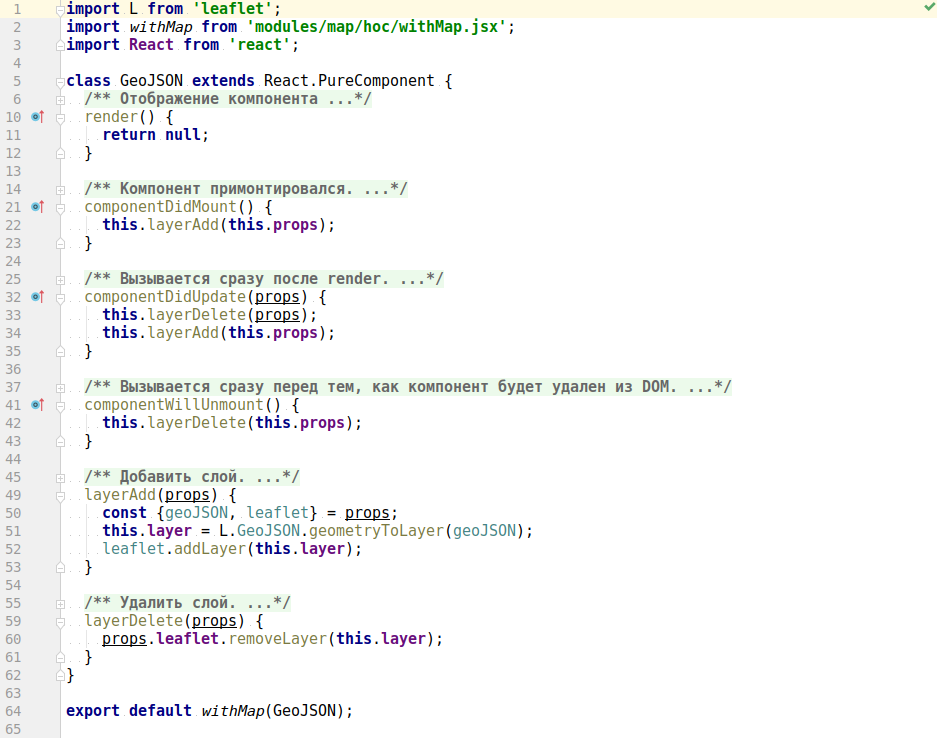 1 import L from 'leaflet';
2 import withMap from 'modules/map/hoc/withMap.jsx';
3 import React from 'react';
4
5 class GeoJSON extends React.PureComponent {
6 /** Отображение компонента ...*/
10 render() {
11 return null;
12 }
13
14 /** Компонент примонтировался. ...*/
21 componentDidMount() {
22 this.layerAdd(this.props);
23 }
24
25 /** Вызывается сразу после render. ...*/
32 componentDidUpdate(props) {
33 this.layerDelete(props);
34 this.layerAdd(this.props);
35 }
36
37 /** Вызывается сразу перед тем, как компонент будет удален из DOM. ...*/
41 componentWillUnmount() {
42 this.layerDelete(this.props);
43 }
44
45 /** Добавить слой. ...*/
49 layerAdd(props) {
50 const {geoJSON, leaflet} = props;
51 this.layer = L.GeoJSON.geometryToLayer(geoJSON);
52 leaflet.addLayer(this.layer);
53 }
54
55 /** Удалить слой. ...*/
59 layerDelete(props) {
60 props.leaflet.removeLayer(this.layer);
61 }
62 }
63
64 export default withMap(GeoJSON);
65